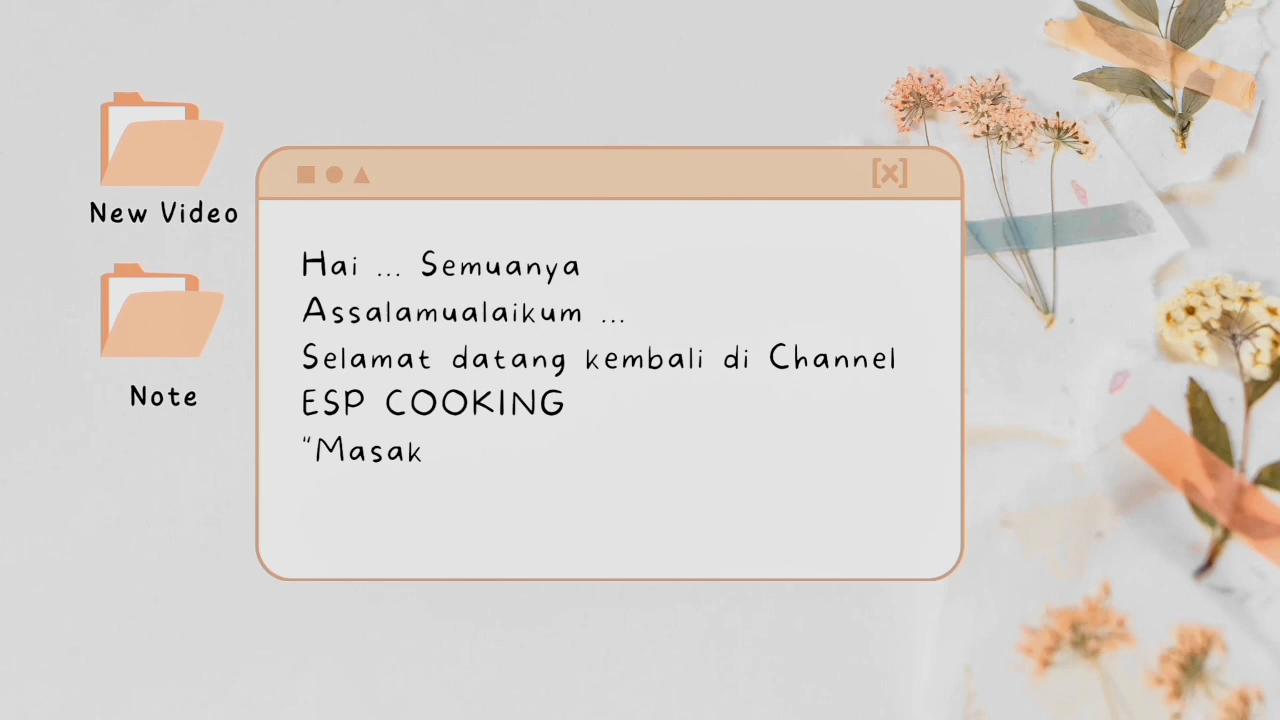 New Video
Note
Hai ... Semuanya
Assalamualaikum ...
Selamat datang kembali di Channel
ESP COOKING
"Masak